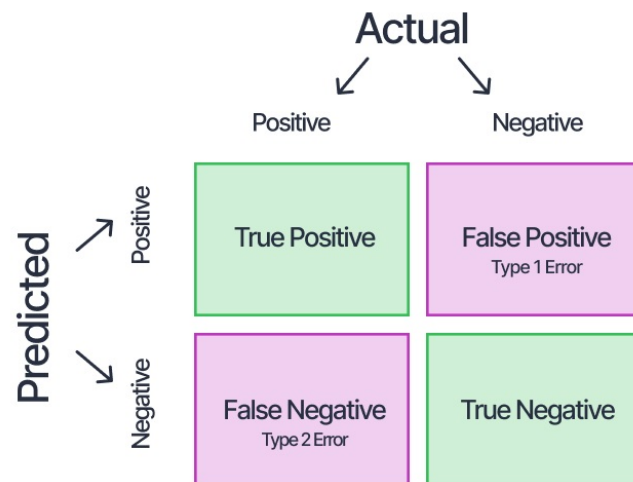 Actual
Positive
Negative
Predicted
Positive
True Positive
False Positive
Type 1 Error
Negative
False Negative
Type 2 Error
True Negative